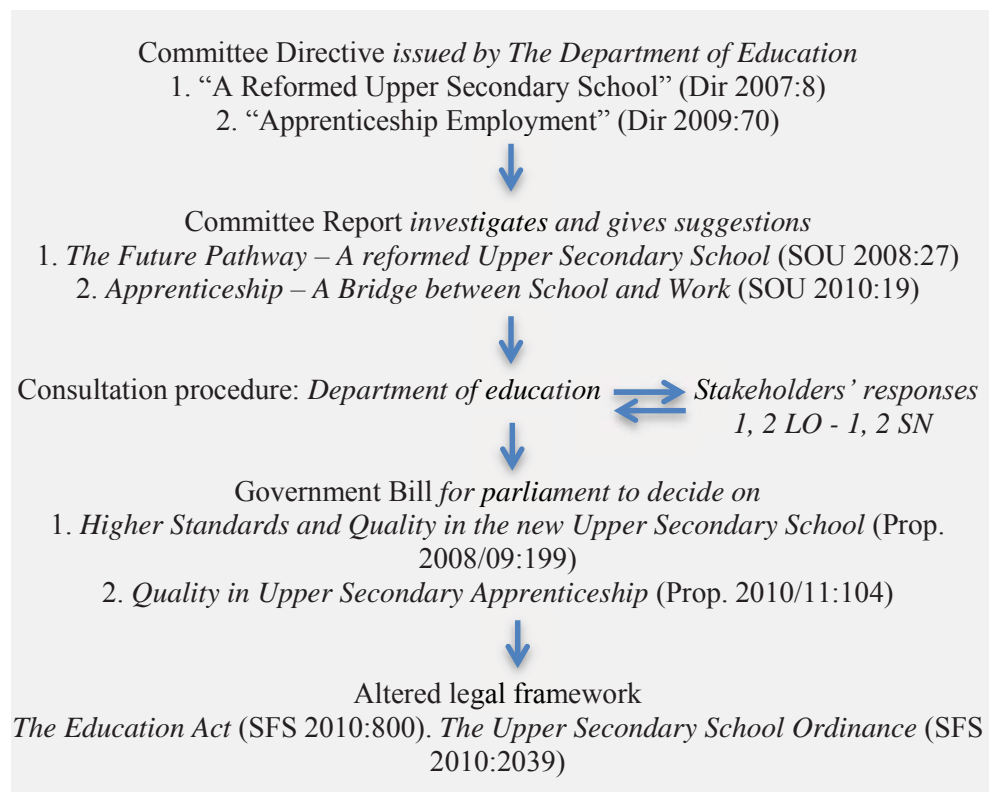 Committee Directive issued by The Department of Education
1. “A Reformed Upper Secondary School” (Dir 2007:8)
2. “Apprenticeship Employment” (Dir 2009:70)
Committee Report investigates and gives suggestions
1. The Future Pathway – A reformed Upper Secondary School (SOU 2008:27)
2. Apprenticeship – A Bridge between School and Work (SOU 2010:19)
Consultation procedure: Department of education Stakeholders’ responses
1, 2 LO - 1, 2 SN
Government Bill for parliament to decide on
1. Higher Standards and Quality in the new Upper Secondary School (Prop.
2008/09:199)
2. Quality in Upper Secondary Apprenticeship (Prop. 2010/11:104)
Altered legal framework
The Education Act (SFS 2010:800). The Upper Secondary School Ordinance (SFS
2010:2039)